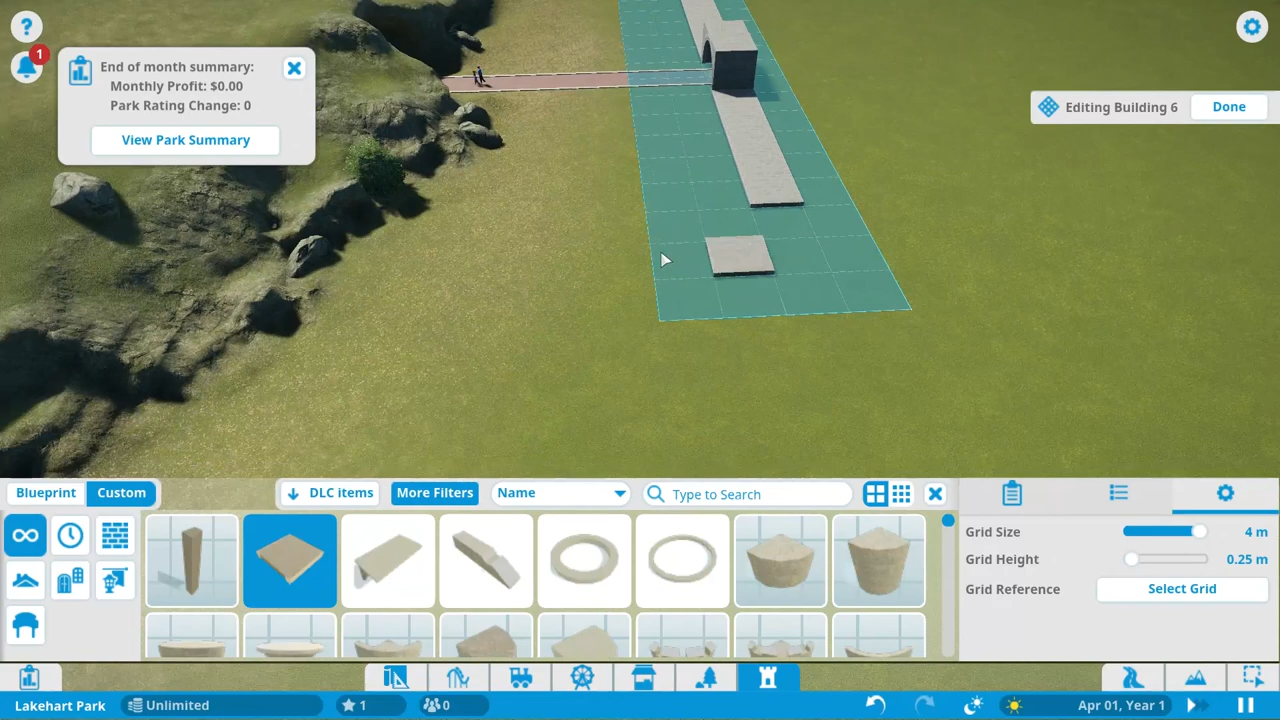 ?
1
End of month summary:
Monthly Profit: $0.00
Park Rating Change: 0
View Park Summary
Editing Building 6
Done
Blueprint
Custom
DLC items
More Filters
Name
Type to Search
Grid Size
4 m
Grid Height
0.25 m
Grid Reference
Select Grid
Lakehart Park
Unlimited
1
0
Apr 01, Year 1